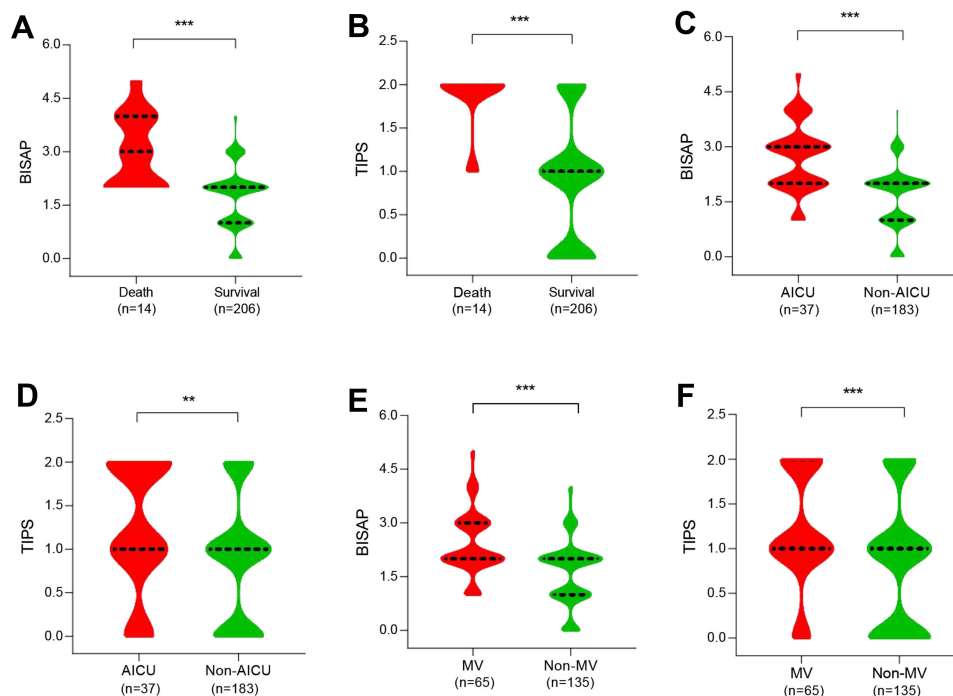 A
***
BISAP
6.0
4.5
3.0
1.5
0.0
Death
(n=14)
Survival
(n=206)
B
***
TIPS
2.5
2.0
1.5
1.0
0.5
0.0
Death
(n=14)
Survival
(n=206)
C
***
BISAP
6.0
4.5
3.0
1.5
0.0
AICU
(n=37)
Non-AICU
(n=183)
D
**
TIPS
2.5
2.0
1.5
1.0
0.5
0.0
AICU
(n=37)
Non-AICU
(n=183)
E
***
BISAP
6.0
4.5
3.0
1.5
0.0
MV
(n=65)
Non-MV
(n=135)
F
***
TIPS
2.5
2.0
1.5
1.0
0.5
0.0
MV
(n=65)
Non-MV
(n=135)